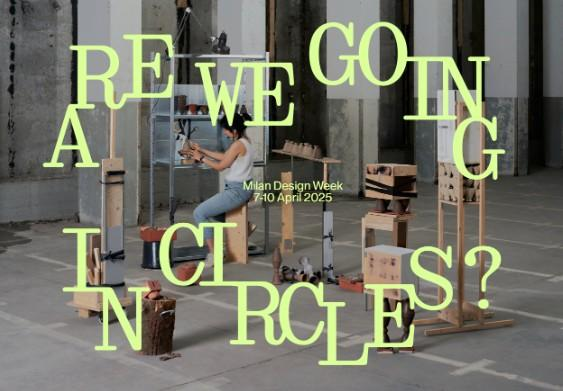 ARE WE GOING
Milan Design Week
7-10 April 2025
IN CIRCLES?